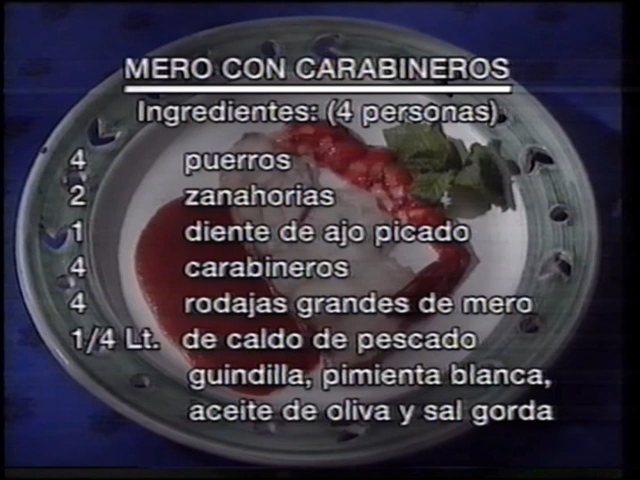 MERO CON CARABINEROS
Ingredientes: (4 personas)
4 puerros
2 zanahorias
1 diente de ajo picado
4 carabineros
4 rodajas grandes de mero
1/4 Lt. de caldo de pescado
guindilla, pimienta blanca,
aceite de oliva y sal gorda